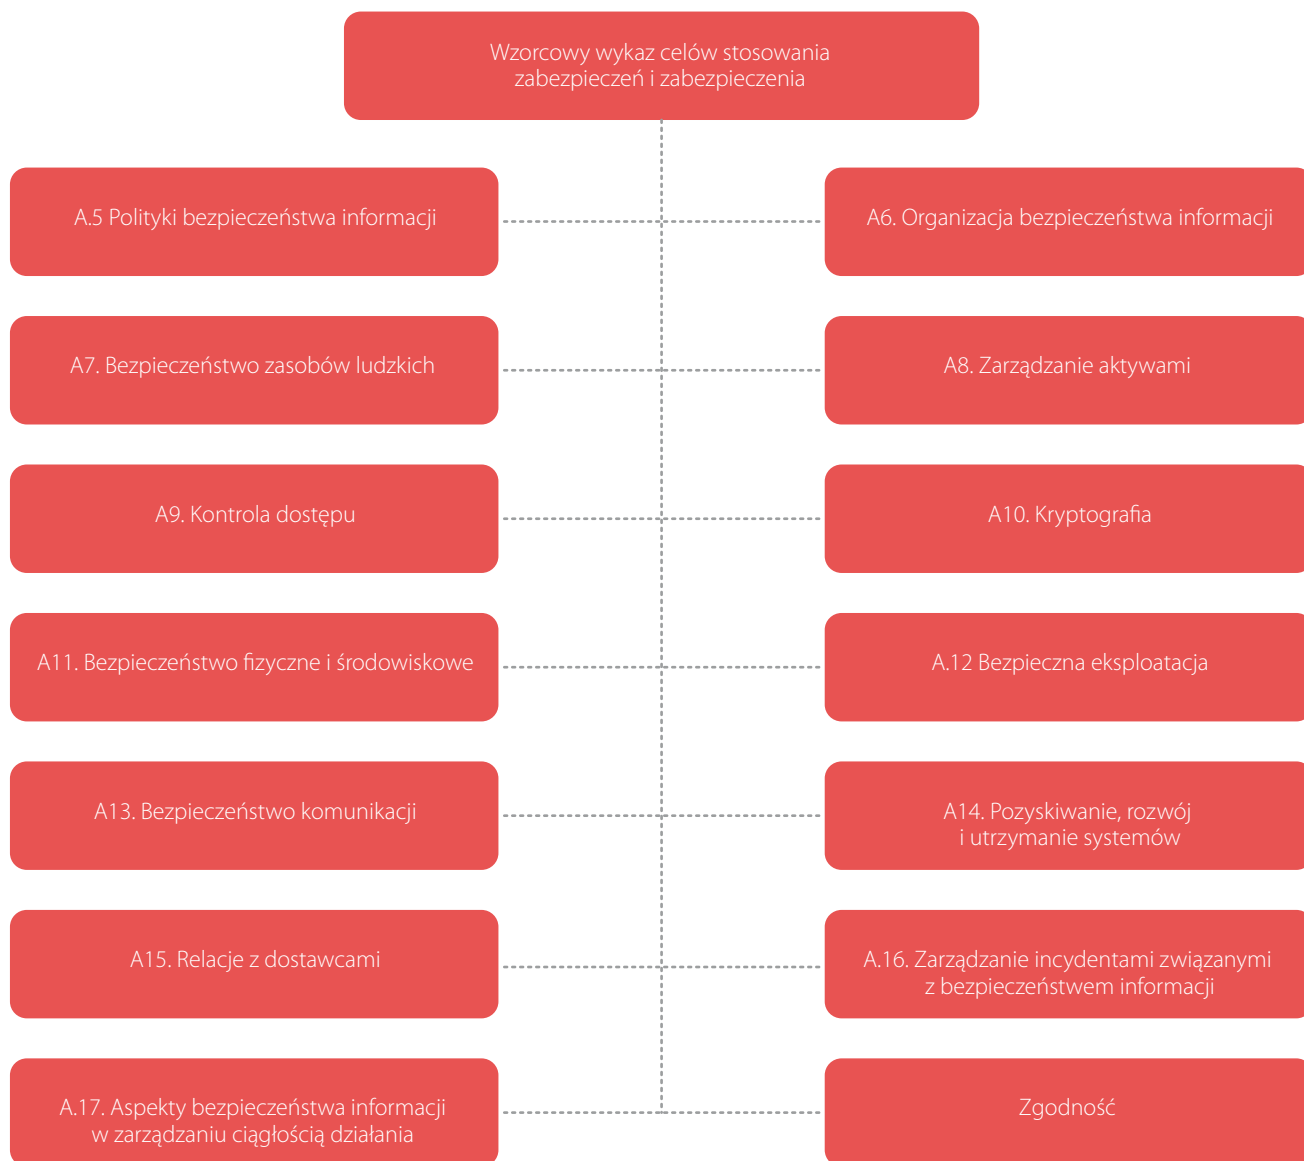 Wzorcowy wykaz celów stosowania
zabezpieczeń i zabezpieczenia
A.5 Polityki bezpieczeństwa informacji
A6. Organizacja bezpieczeństwa informacji
A7. Bezpieczeństwo zasobów ludzkich
A8. Zarządzanie aktywami
A9. Kontrola dostępu
A10. Kryptografia
A11. Bezpieczeństwo fizyczne i środowiskowe
A.12 Bezpieczna eksploatacja
A13. Bezpieczeństwo komunikacji
A14. Pozyskiwanie, rozwój
i utrzymanie systemów
A15. Relacje z dostawcami
A.16. Zarządzanie incydentami związanymi
z bezpieczeństwem informacji
A.17. Aspekty bezpieczeństwa informacji
w zarządzaniu ciągłością działania
Zgodność